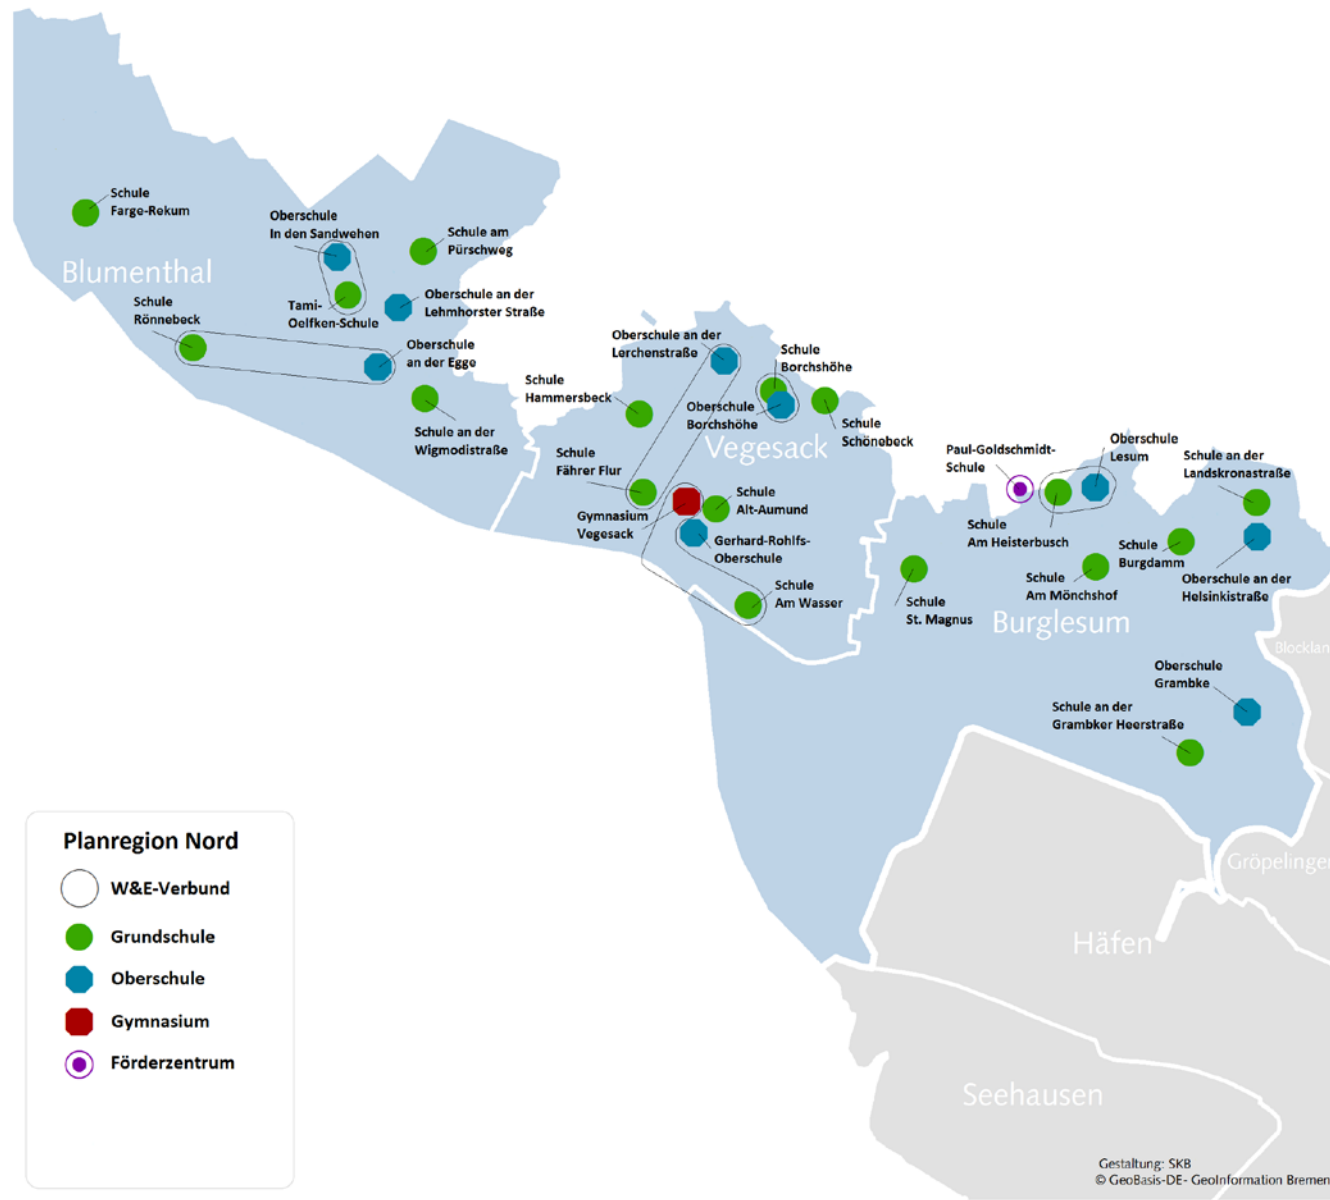 Schule
Farge-Rekum
Oberschule
In den Sandwehen
Schule am
Pürschweg
Blumenthal
Schule
Rönnebeck
Tami-
Oelfken-Schule
Oberschule an der
Lehmhorster Straße
Oberschule
an der Egge
Schule an der
Wigmodistraße
Oberschule an der
Lerchenstraße
Schule
Borchshöhe
Schule
Hammersbeck
Oberschule
Borchshöhe
Schule
Schönebeck
Vegesack
Schule
Fährer Flur
Gymnasium
Vegesack
Schule
Alt-Aumund
Gerhard-Rohlfs-
Oberschule
Schule
Am Wasser
Paul-Goldschmidt-
Schule
Oberschule
Lesum
Schule an der
Landskronastraße
Schule
Am Heisterbusch
Schule
Burgdamm
Schule
Am Mönchshof
Oberschule an der
Helsinkistraße
Schule
St. Magnus
Burglesum
Blocklan
Oberschule
Grambke
Schule an der
Grambker Heerstraße
Gröpelinger
Häfen
Seehausen
Planregion Nord
W&E-Verbund
Grundschule
Oberschule
Gymnasium
Förderzentrum
Gestaltung: SKB
© GeoBasis-DE- GeoInformation Bremen